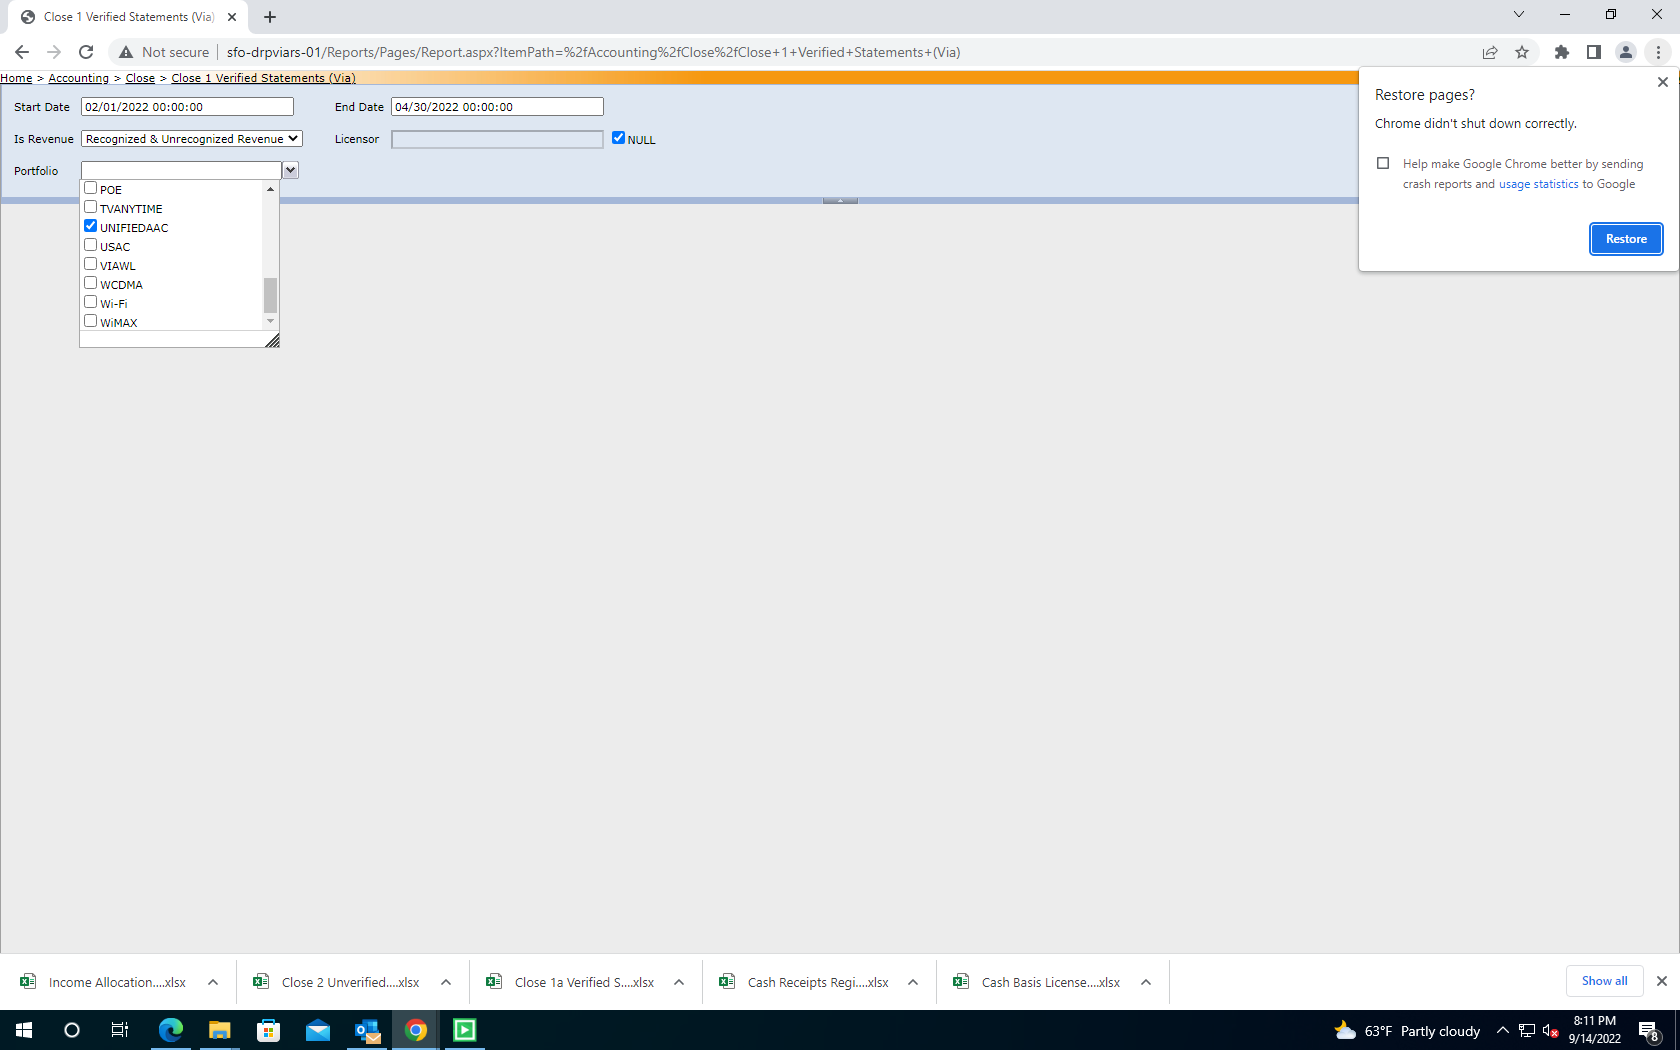 Close 1 Verified Statements (Via)
Not secure
sfo-drpviars-01/Reports/Pages/Report.aspx?ItemPath=%2fAccounting%2fClose%2fClose+1+Verified+Statements+(Via)
Home > Accounting > Close > Close 1 Verified Statements (Via)
Start Date 02/01/2022 00:00:00 End Date 04/30/2022 00:00:00
Is Revenue Recognized & Unrecognized Revenue Licensor NULL
Portfolio
POE
TVANYTIME
UNIFIEDAAC
USAC
VIAWL
WCDMA
Wi-Fi
WiMAX
Restore pages?
Chrome didn't shut down correctly.
Help make Google Chrome better by sending
crash reports and usage statistics to Google
Restore
Income Allocation....xlsx
Close 2 Unverified....xlsx
Close 1a Verified S....xlsx
Cash Receipts Regi....xlsx
Cash Basis License....xlsx
Show all
63°F Partly cloudy
8:11 PM
9/14/2022
8